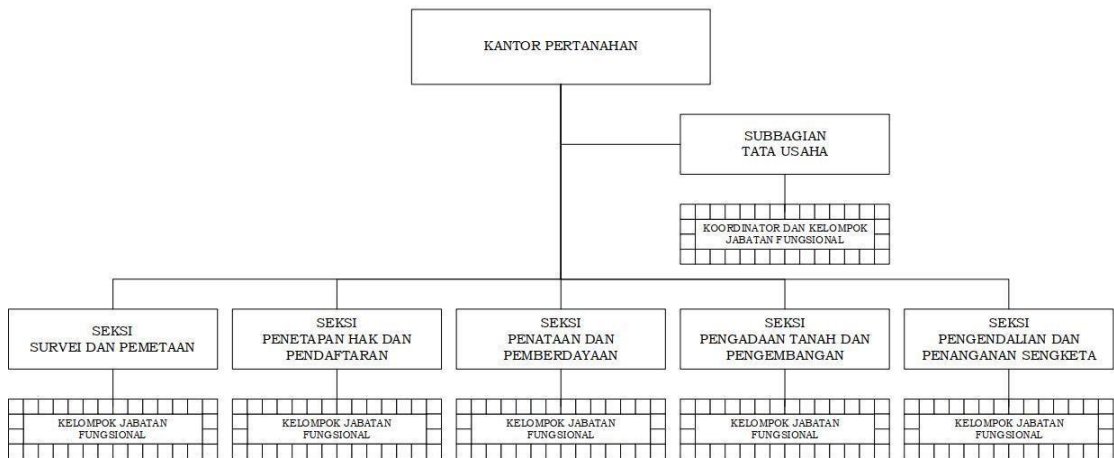 KANTOR PERTANAHAN
SUBBAGIAN
TATA USAHA
KOORDINATOR DAN KELOMPOK
JABATAN FUNGSIONAL
SEKSI
SURVEI DAN PEMETAAN
SEKSI
PENETAPAN HAK DAN
PENDAFTARAN
SEKSI
PENATAAN DAN
PEMBERDAYAAN
SEKSI
PENGADAAN TANAH DAN
PENGEMBANGAN
SEKSI
PENGENDALIAN DAN
PENANGANAN SENGKETA
KELOMPOK JABATAN
FUNGSIONAL
KELOMPOK JABATAN
FUNGSIONAL
KELOMPOK JABATAN
FUNGSIONAL
KELOMPOK JABATAN
FUNGSIONAL
KELOMPOK JABATAN
FUNGSIONAL